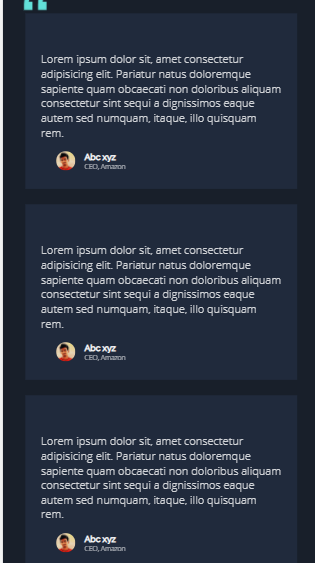 Lorem ipsum dolor sit, amet consectetur
adipisicing elit. Pariatur natus doloremque
sapiente quam obcaecati non doloribus aliquam
consectetur sint sequi a dignissimos eaque
autem sed numquam, itaque, illo quisquam
rem.
Abc xyz
CEO, Amazon
Lorem ipsum dolor sit, amet consectetur
adipisicing elit. Pariatur natus doloremque
sapiente quam obcaecati non doloribus aliquam
consectetur sint sequi a dignissimos eaque
autem sed numquam, itaque, illo quisquam
rem.
Abc xyz
CEO, Amazon
Lorem ipsum dolor sit, amet consectetur
adipisicing elit. Pariatur natus doloremque
sapiente quam obcaecati non doloribus aliquam
consectetur sint sequi a dignissimos eaque
autem sed numquam, itaque, illo quisquam
rem.
Abc xyz
CEO, Amazon